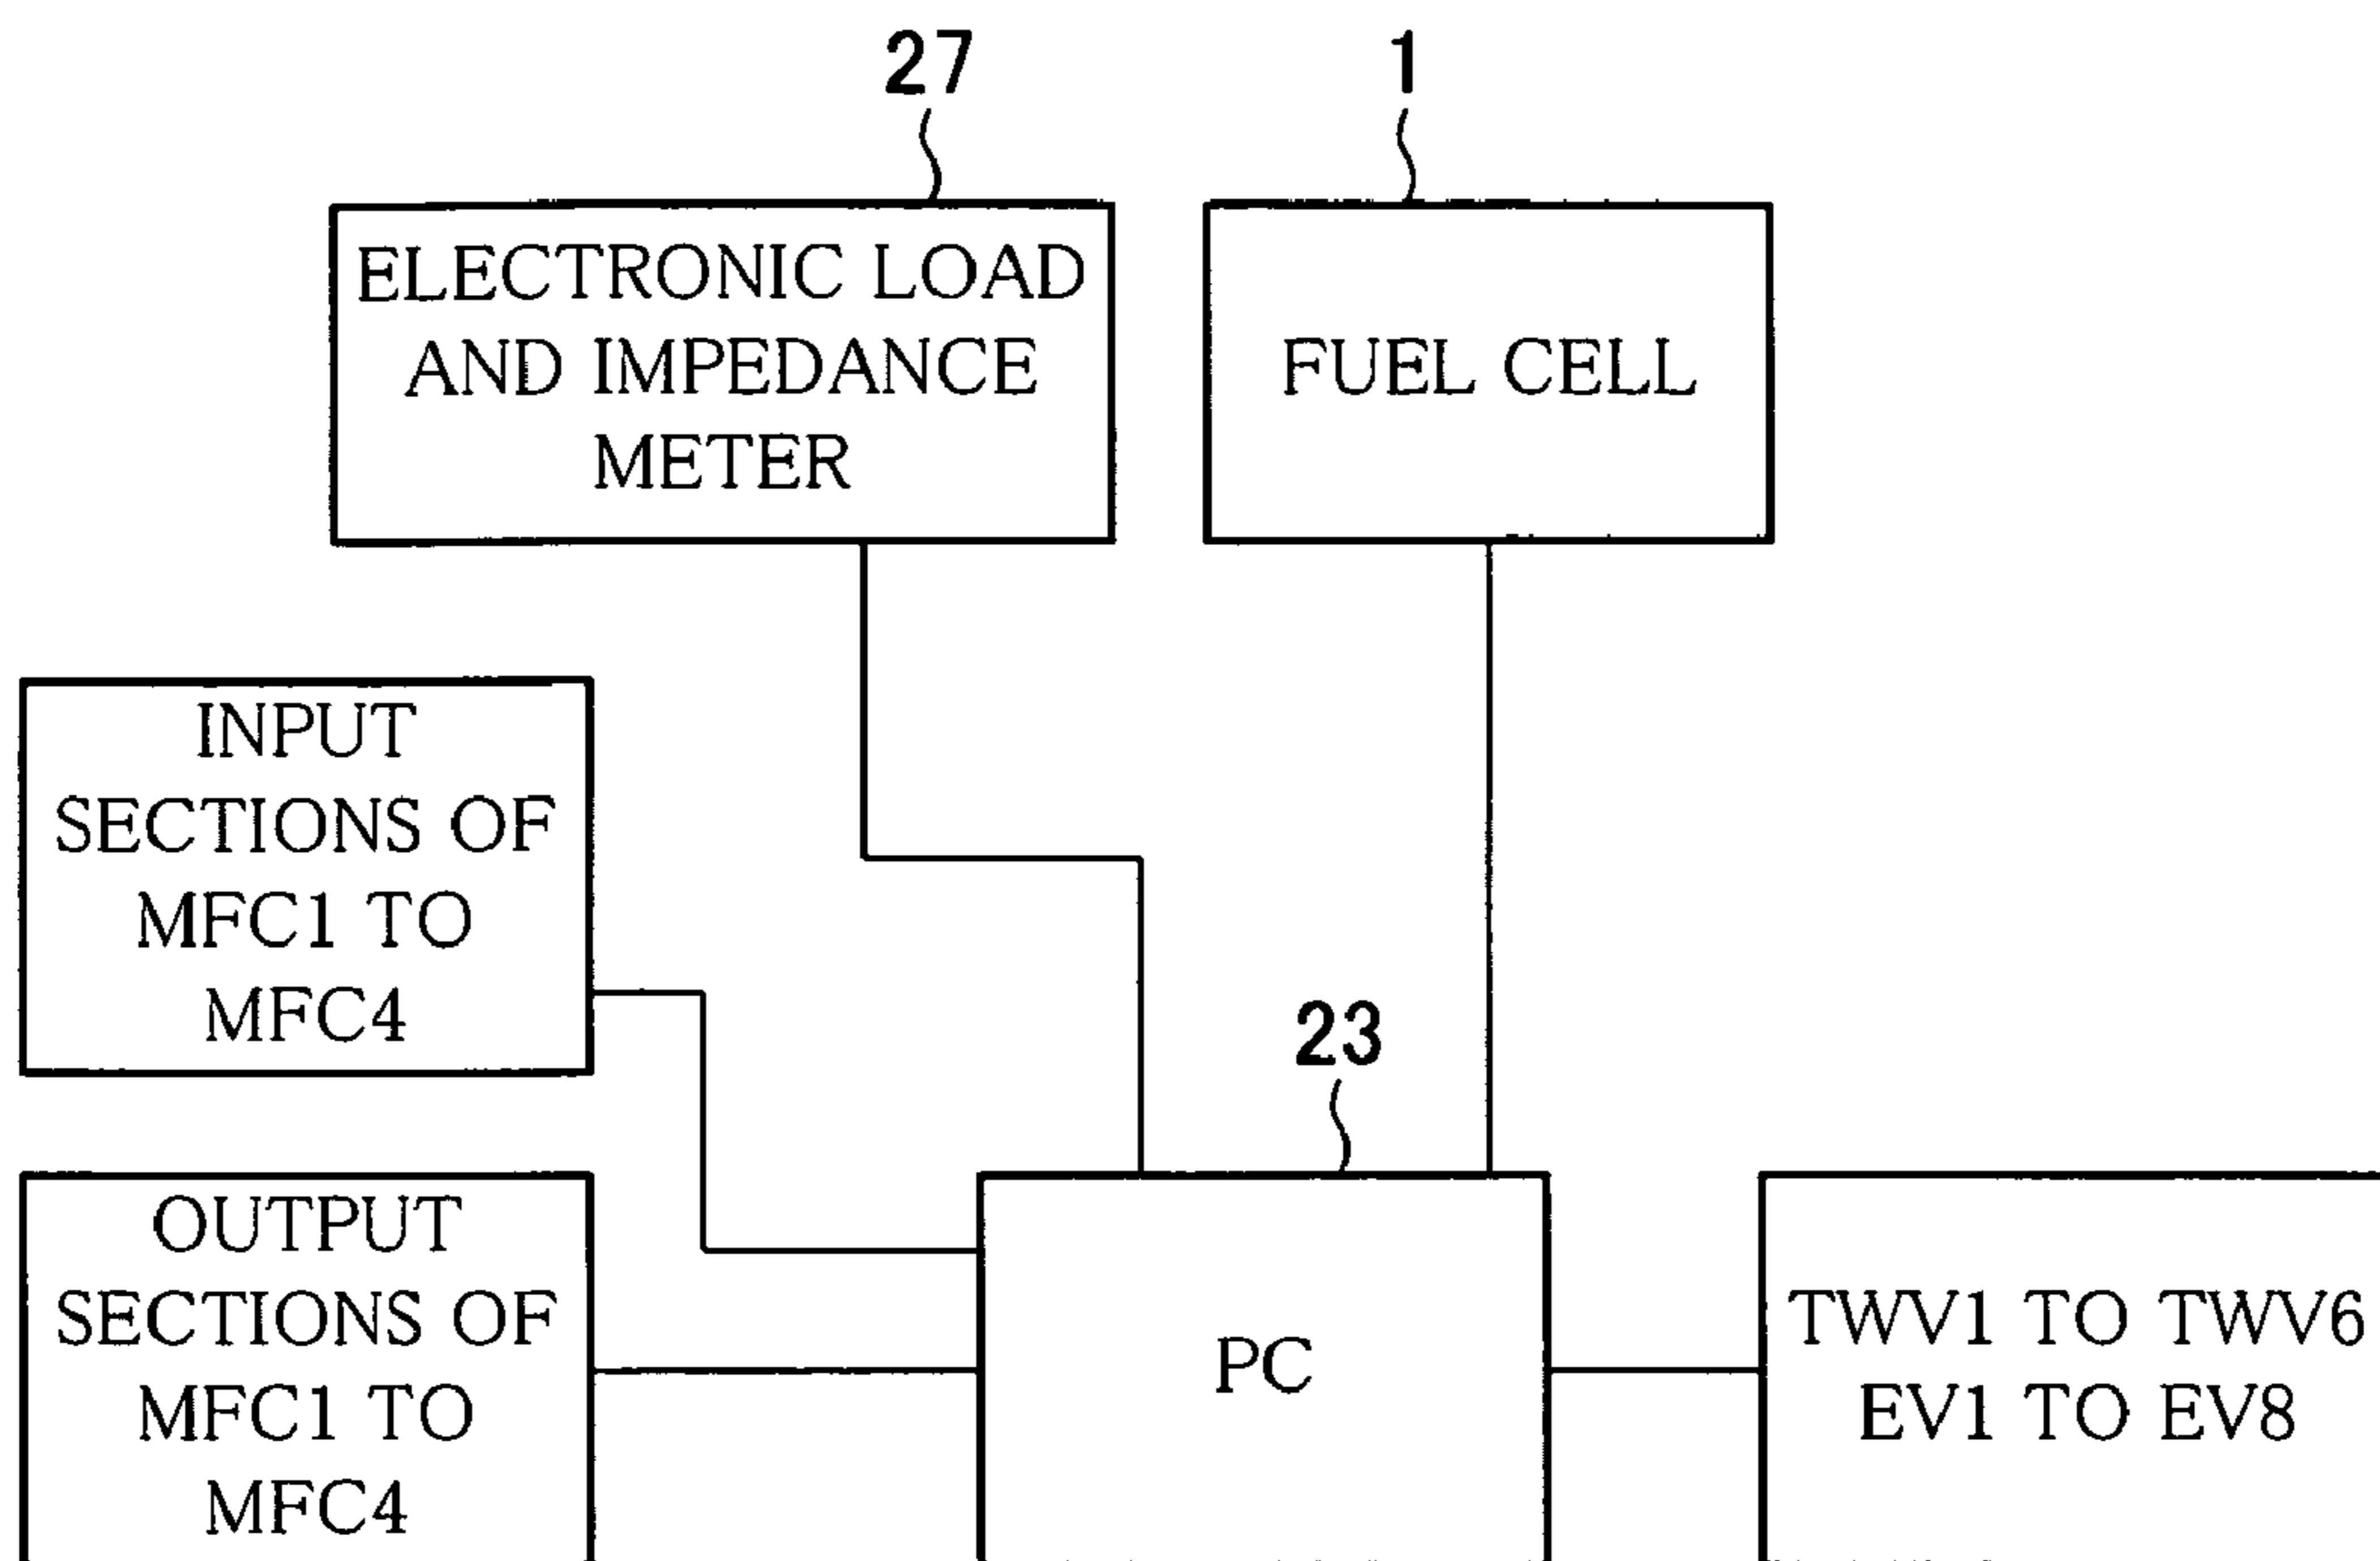 27
1
ELECTRONIC LOAD
AND IMPEDANCE
METER
FUEL CELL
INPUT
SECTIONS OF
MFC1 TO
MFC4
23
OUTPUT
SECTIONS OF
MFC1 TO
MFC4
PC
TWV1 TO TWV6
EV1 TO EV8